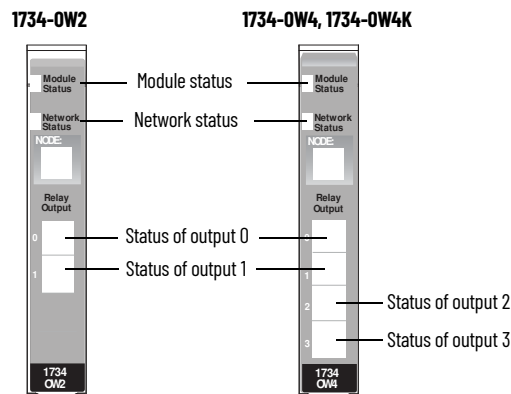 1734-OW2
1734-OW4, 1734-OW4K
Module
Status
Module status
Module
Status
Network
Status
Network status
Network
Status
NODE:
NODE:
Relay
Output
Relay
Output
0
Status of output 0
0
1
Status of output 1
1
2
Status of output 2
3
Status of output 3
1734
OW2
1734
OW4